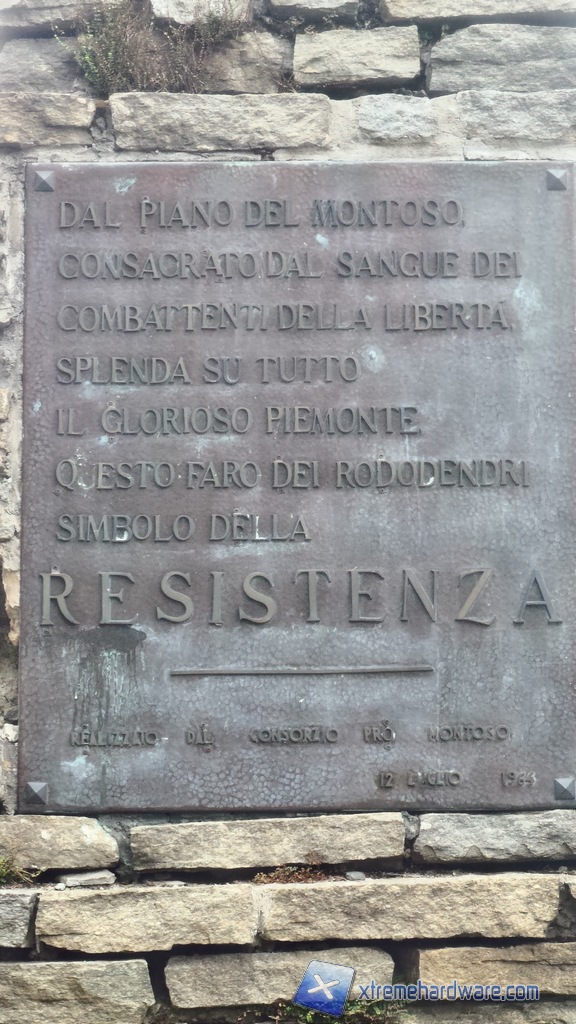 DAL PIANO DEL MONTOSO,
CONSACRATO DAL SANGUE DEI
COMBATTENTI DELLA LIBERTÀ,
SPLENDA SU TUTTO
IL GLORIOSO PIEMONTE,
QUESTO FARO DEI RODODENDRI
SIMBOLO DELLA
RESISTENZA
REALIZZATO DAL CONSORZIO PRO MONTOSO
12 LUGLIO 1964
xtremehardware.com